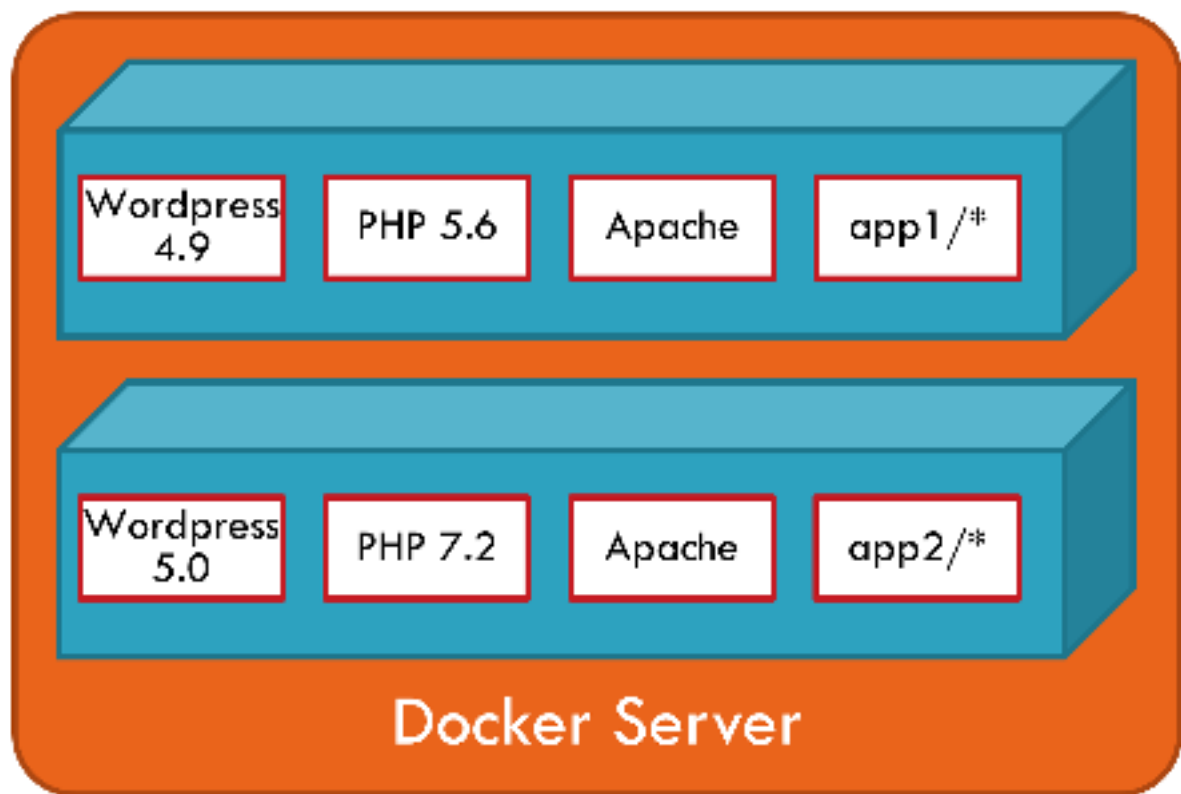 Wordpress
4.9
PHP 5.6
Apache
app1/*
Wordpress
5.0
PHP 7.2
Apache
app2/*
Docker Server